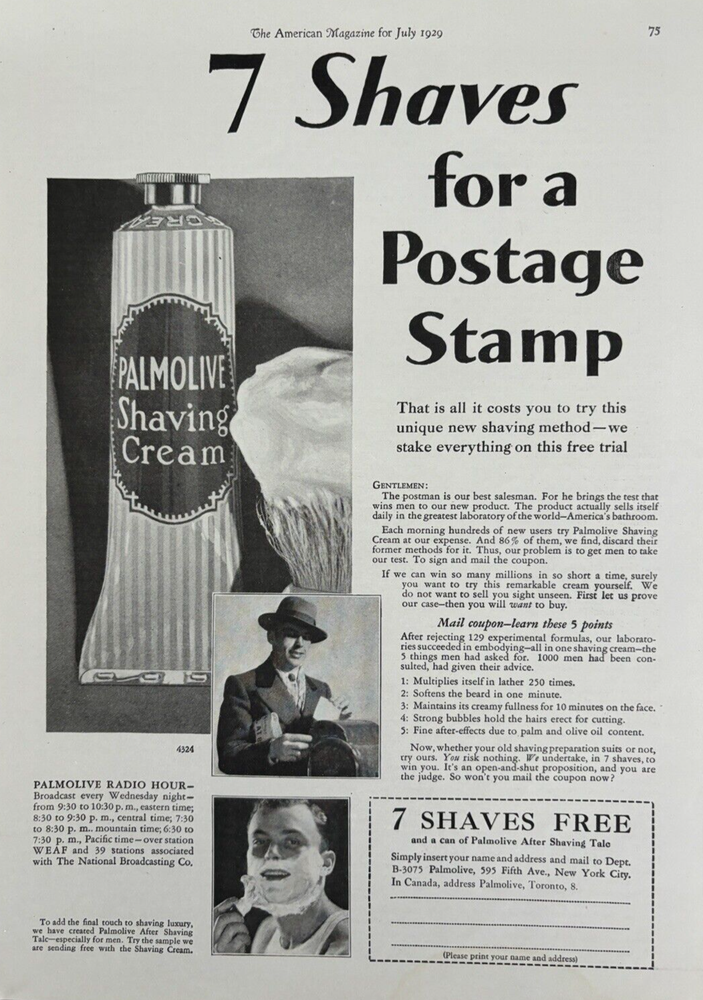 The American Magazine for July 1929
75
7 Shaves
for a
Postage
Stamp
CREAM
PALMOLIVE
Shaving
Cream
That is all it costs you to try this
unique new shaving method—we
stake everything on this free trial
GENTLEMEN:
The postman is our best salesman. For he brings the test that
wins men to our new product. The product actually sells itself
daily in the greatest laboratory of the world—America's bathroom.
Each morning hundreds of new users try Palmolive Shaving
Cream at our expense. And 86% of them, we find, discard their
former methods for it. Thus, our problem is to get men to take
our test. To sign and mail the coupon.
If we can win so many millions in so short a time, surely
you want to try this remarkable cream yourself. We
do not want to sell you sight unseen. First let us prove
our case—then you will want to buy.
Mail coupon—learn these 5 points
After rejecting 129 experimental formulas, our laborato-
ries succeeded in embodying—all in one shaving cream—the
5 things men had asked for. 1000 men had been con-
sulted, had given their advice.
1: Multiplies itself in lather 250 times.
2: Softens the beard in one minute.
3: Maintains its creamy fullness for 10 minutes on the face.
4: Strong bubbles hold the hairs erect for cutting.
5: Fine after-effects due to palm and olive oil content.
Now, whether your old shaving preparation suits or not,
try ours. You risk nothing. We undertake, in 7 shaves, to
win you. It's an open-and-shut proposition, and you are
the judge. So won't you mail the coupon now?
4324
PALMOLIVE RADIO HOUR—
Broadcast every Wednesday night—
from 9:30 to 10:30 p. m., eastern time;
8:30 to 9:30 p. m., central time; 7:30
to 8:30 p. m.. mountain time; 6:30 to
7:30 p. m., Pacific time—over station
WEAF and 39 stations associated
with The National Broadcasting Co.
To add the final touch to shaving luxury,
we have created Palmolive After Shaving
Talc—especially for men. Try the sample we
are sending free with the Shaving Cream.
7 SHAVES FREE
and a can of Palmolive After Shaving Talc
Simply insert your name and address and mail to Dept.
B-3075 Palmolive, 595 Fifth Ave., New York City.
In Canada, address Palmolive, Toronto, 8.
(Please print your name and address)